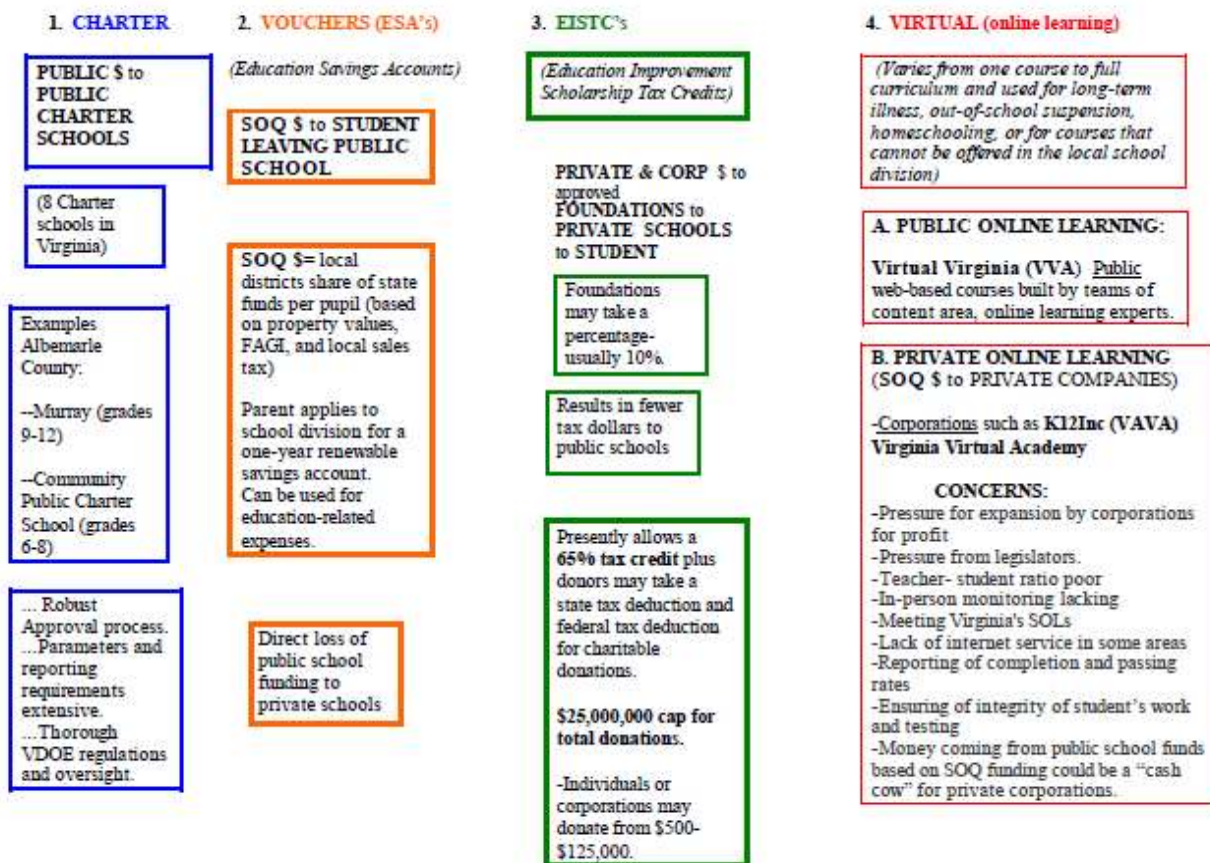 1. CHARTER
PUBLIC $ to
PUBLIC
CHARTER
SCHOOLS
(8 Charter
schools in
Virginia)
Examples
Albemarle
County:
--Murray (grades
9-12)
--Community
Public Charter
School (grades
6-8)
... Robust
Approval process.
...Parameters and
reporting
requirements
extensive.
...Thorough
VDOE regulations
and oversight.
2. VOUCHERS (ESA's)
(Education Savings Accounts)
SOQ $ to STUDENT
LEAVING PUBLIC
SCHOOL
SOQ $= local
districts share of state
funds per pupil (based
on property values,
FAGI, and local sales
tax)
Parent applies to
school division for a
one-year renewable
savings account.
Can be used for
education-related
expenses.
Direct loss of
public school
funding to
private schools
3. EISTC's
(Education Improvement
Scholarship Tax Credits)
PRIVATE & CORP $ to
approved
FOUNDATIONS to
PRIVATE SCHOOLS
to STUDENT
Foundations
may take a
percentage-
usually 10%.
Results in fewer
tax dollars to
public schools
Presently allows a
65% tax credit plus
donors may take a
state tax deduction and
federal tax deduction
for charitable
donations.
$25,000,000 cap for
total donations.
-Individuals or
corporations may
donate from $500-
$125,000.
4. VIRTUAL (online learning)
(Varies from one course to full
curriculum and used for long-term
illness, out-of-school suspension,
homeschooling, or for courses that
cannot be offered in the local school
division)
A. PUBLIC ONLINE LEARNING:
Virtual Virginia (VVA) Public
web-based courses built by teams of
content area, online learning experts.
B. PRIVATE ONLINE LEARNING
(SOQ $ to PRIVATE COMPANIES)
-Corporations such as K12Inc (VAVA)
Virginia Virtual Academy
CONCERNS:
-Pressure for expansion by corporations
for profit
-Pressure from legislators.
-Teacher- student ratio poor
-In-person monitoring lacking
-Meeting Virginia's SOLs
-Lack of internet service in some areas
-Reporting of completion and passing
rates
-Ensuring of integrity of student's work
and testing
-Money coming from public school funds
based on SOQ funding could be a “cash
cow” for private corporations.